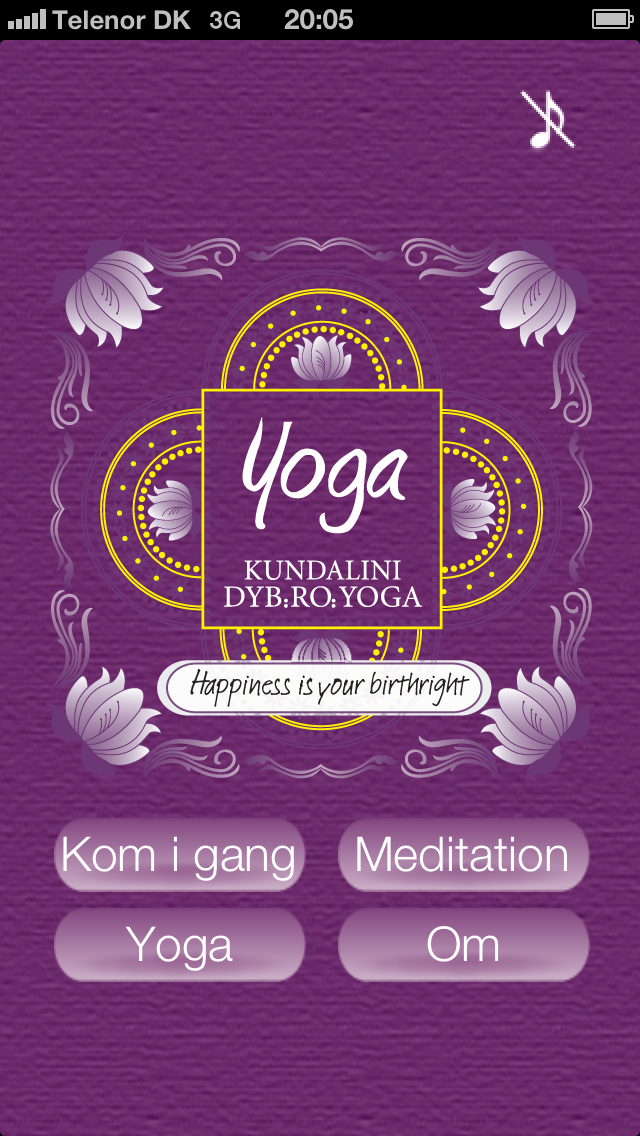 Telenor DK 3G 20:05
Yoga
KUNDALINI
DYB:RO:YOGA
Happiness is your birthright
Kom i gang Meditation
Yoga Om